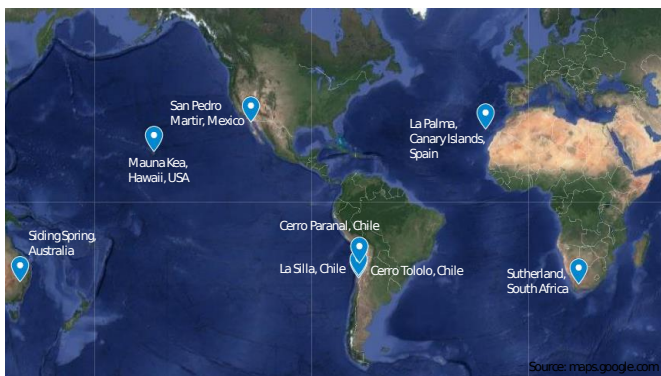 San Pedro
Martir, Mexico
La Palma,
Canary Islands,
Spain
Mauna Kea,
Hawaii, USA
Cerro Paranal, Chile
Siding Spring,
Australia
La Silla, Chile
Cerro Tololo, Chile
Sutherland,
South Africa
Source: maps.google.com